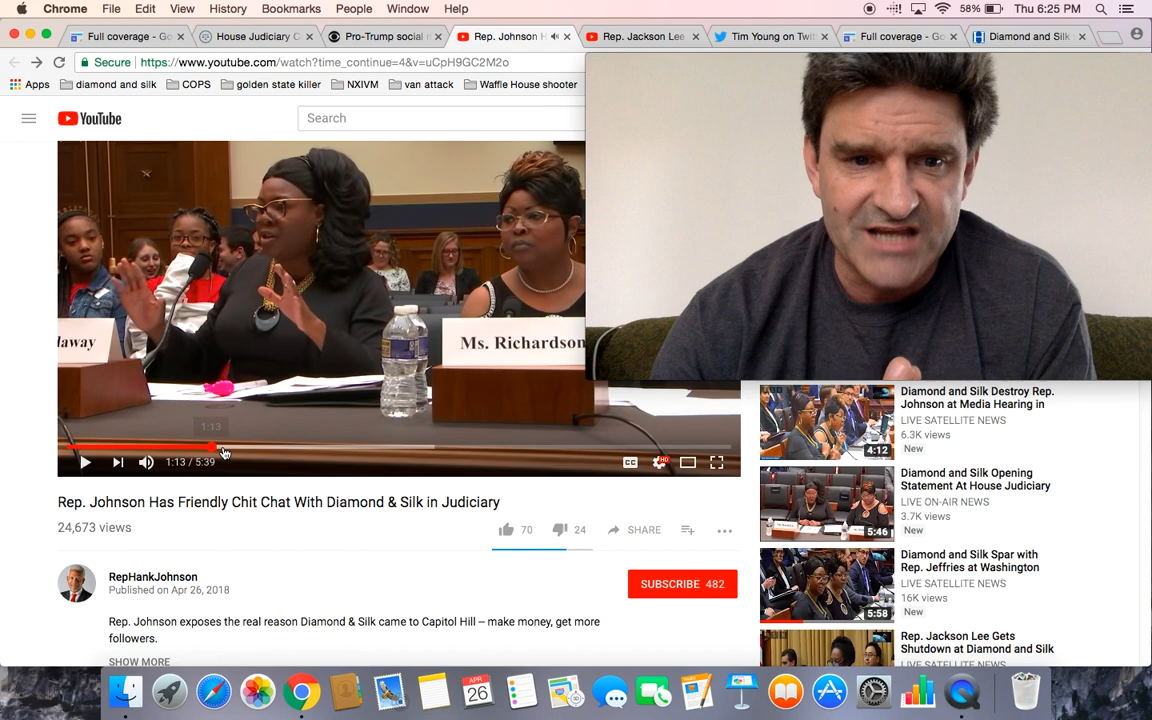 Chrome File Edit View History Bookmarks People Window Help 58% Thu 6:25 PM
Full coverage - Go House Judiciary C Pro-Trump social m Rep. Johnson H Rep. Jackson Lee Tim Young on Twit Full coverage - Go Diamond and Silk
Secure https://www.youtube.com/watch?time_continue=4&v=uCpH9GC2M2o
Apps diamond and silk COPS golden state killer NXIVM van attack Waffle House shooter
YouTube Search
laway
Ms. Richardson
1:13
1:13 / 5:39 CC HD
Rep. Johnson Has Friendly Chit Chat With Diamond & Silk in Judiciary
24,673 views
70 24 SHARE
RepHankJohnson
Published on Apr 26, 2018
SUBSCRIBE 482
Rep. Johnson exposes the real reason Diamond & Silk came to Capitol Hill – make money, get more
followers.
SHOW MORE
Diamond and Silk Destroy Rep.
Johnson at Media Hearing in
LIVE SATELLITE NEWS
6.3K views
New
4:12
Diamond and Silk Opening
Statement At House Judiciary
LIVE ON-AIR NEWS
3.7K views
New
5:46
Diamond and Silk Spar with
Rep. Jeffries at Washington
LIVE SATELLITE NEWS
16K views
New
5:58
Rep. Jackson Lee Gets
Shutdown at Diamond and Silk
LIVE SATELLITE NEWS
APR
26